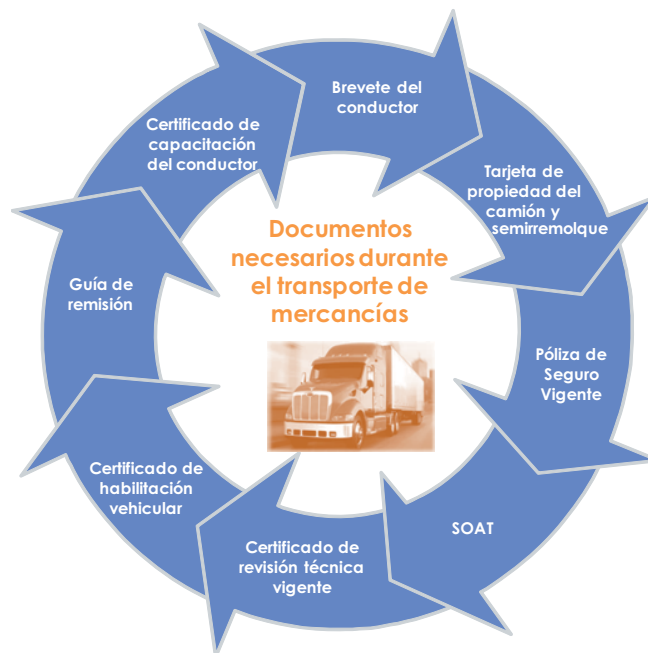 Documentos
necesarios durante
el transporte de
mercancías
Brevete del
conductor
Tarjeta de
propiedad del
camión y
semirremolque
Póliza de
Seguro
Vigente
SOAT
Certificado de
revisión técnica
vigente
Certificado de
habilitación
vehicular
Guía de
remisión
Certificado de
capacitación
del conductor